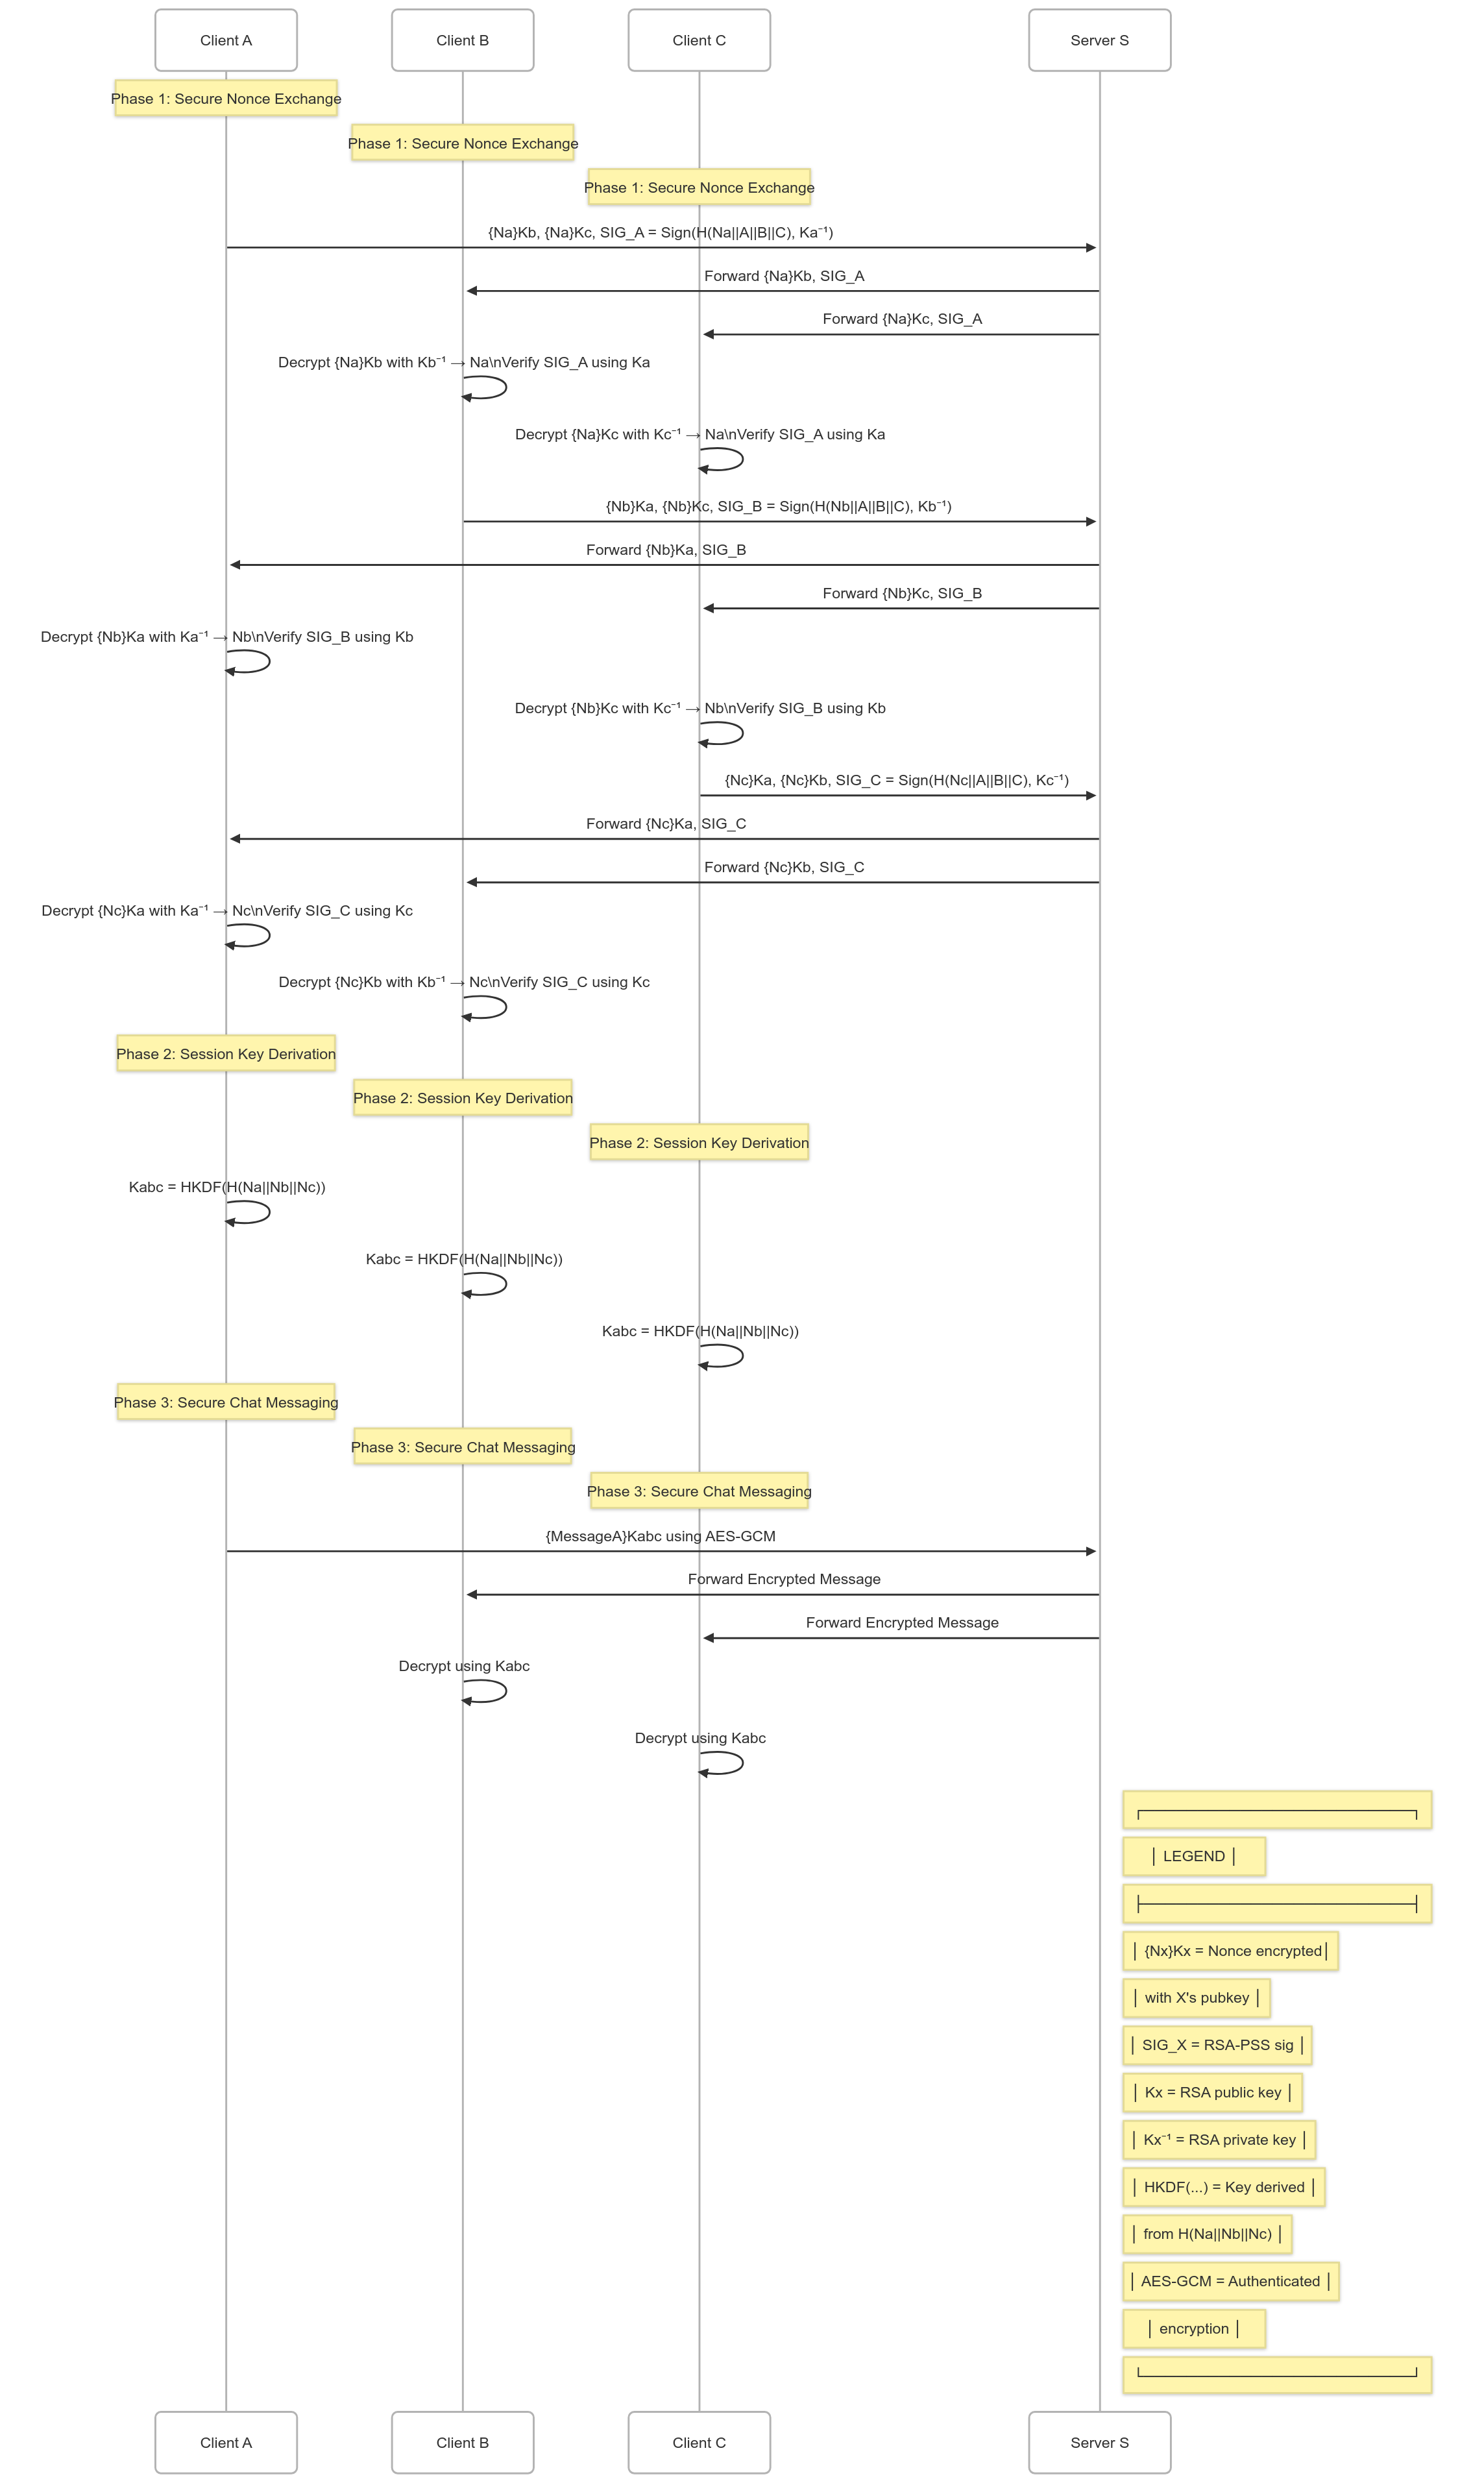 Client A
Client B
Client C
Server S
Phase 1: Secure Nonce Exchange
Phase 1: Secure Nonce Exchange
Phase 1: Secure Nonce Exchange
{Na}Kb, {Na}Kc, SIG_A = Sign(H(Na||A||B||C), Ka⁻¹)
Forward {Na}Kb, SIG_A
Forward {Na}Kc, SIG_A
Decrypt {Na}Kb with Kb⁻¹ → Na\nVerify SIG_A using Ka
Decrypt {Na}Kc with Kc⁻¹ → Na\nVerify SIG_A using Ka
{Nb}Ka, {Nb}Kc, SIG_B = Sign(H(Nb||A||B||C), Kb⁻¹)
Forward {Nb}Ka, SIG_B
Forward {Nb}Kc, SIG_B
Decrypt {Nb}Ka with Ka⁻¹ → Nb\nVerify SIG_B using Kb
Decrypt {Nb}Kc with Kc⁻¹ → Nb\nVerify SIG_B using Kb
{Nc}Ka, {Nc}Kb, SIG_C = Sign(H(Nc||A||B||C), Kc⁻¹)
Forward {Nc}Ka, SIG_C
Forward {Nc}Kb, SIG_C
Decrypt {Nc}Ka with Ka⁻¹ → Nc\nVerify SIG_C using Kc
Decrypt {Nc}Kb with Kb⁻¹ → Nc\nVerify SIG_C using Kc
Phase 2: Session Key Derivation
Phase 2: Session Key Derivation
Phase 2: Session Key Derivation
Kabc = HKDF(H(Na||Nb||Nc))
Kabc = HKDF(H(Na||Nb||Nc))
Kabc = HKDF(H(Na||Nb||Nc))
Phase 3: Secure Chat Messaging
Phase 3: Secure Chat Messaging
Phase 3: Secure Chat Messaging
{MessageA}Kabc using AES-GCM
Forward Encrypted Message
Forward Encrypted Message
Decrypt using Kabc
Decrypt using Kabc
│ LEGEND │
│ {Nx}Kx = Nonce encrypted│
│ with X's pubkey │
│ SIG_X = RSA-PSS sig │
│ Kx = RSA public key │
│ Kx⁻¹ = RSA private key │
│ HKDF(...) = Key derived │
│ from H(Na||Nb||Nc) │
│ AES-GCM = Authenticated │
│ encryption │
Client A
Client B
Client C
Server S